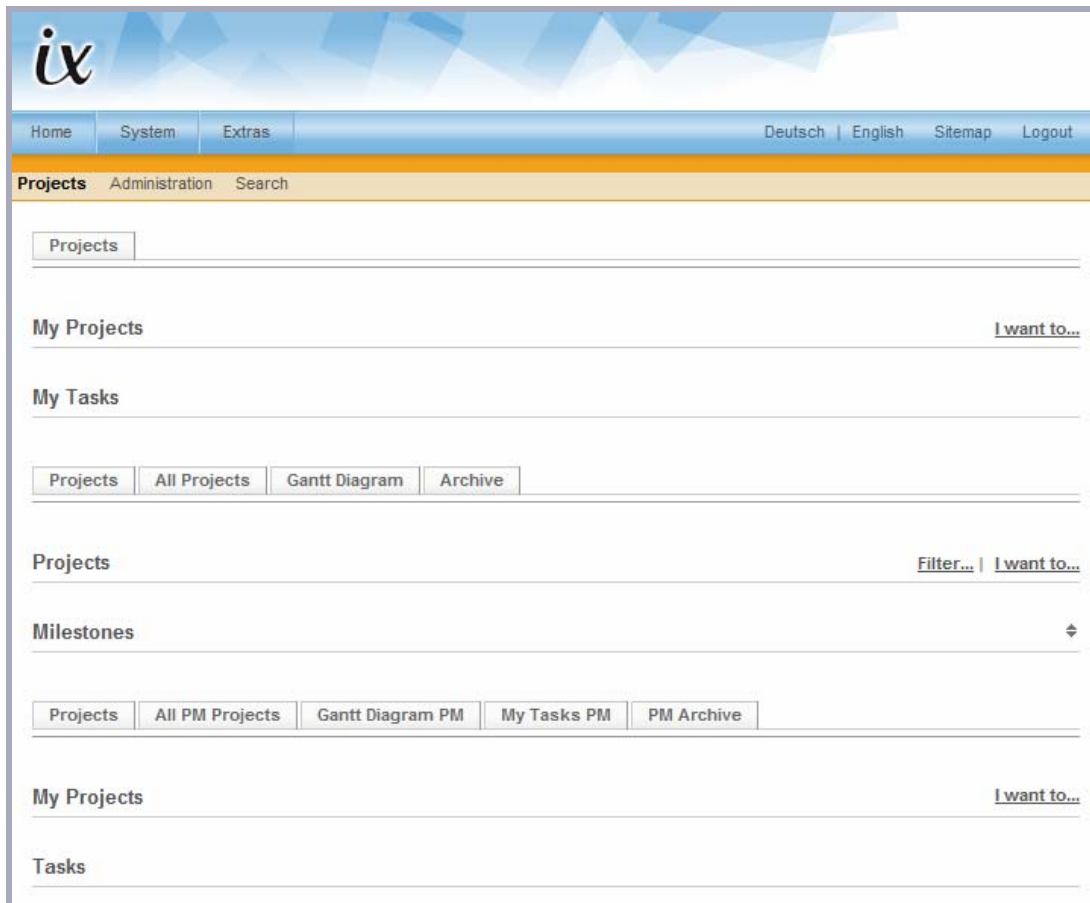 ix
Home System Extras Deutsch | English Sitemap Logout
Projects Administration Search
Projects
My Projects I want to...
My Tasks
Projects All Projects Gantt Diagram Archive
Projects Filter... | I want to...
Milestones
Projects All PM Projects Gantt Diagram PM My Tasks PM PM Archive
My Projects I want to...
Tasks